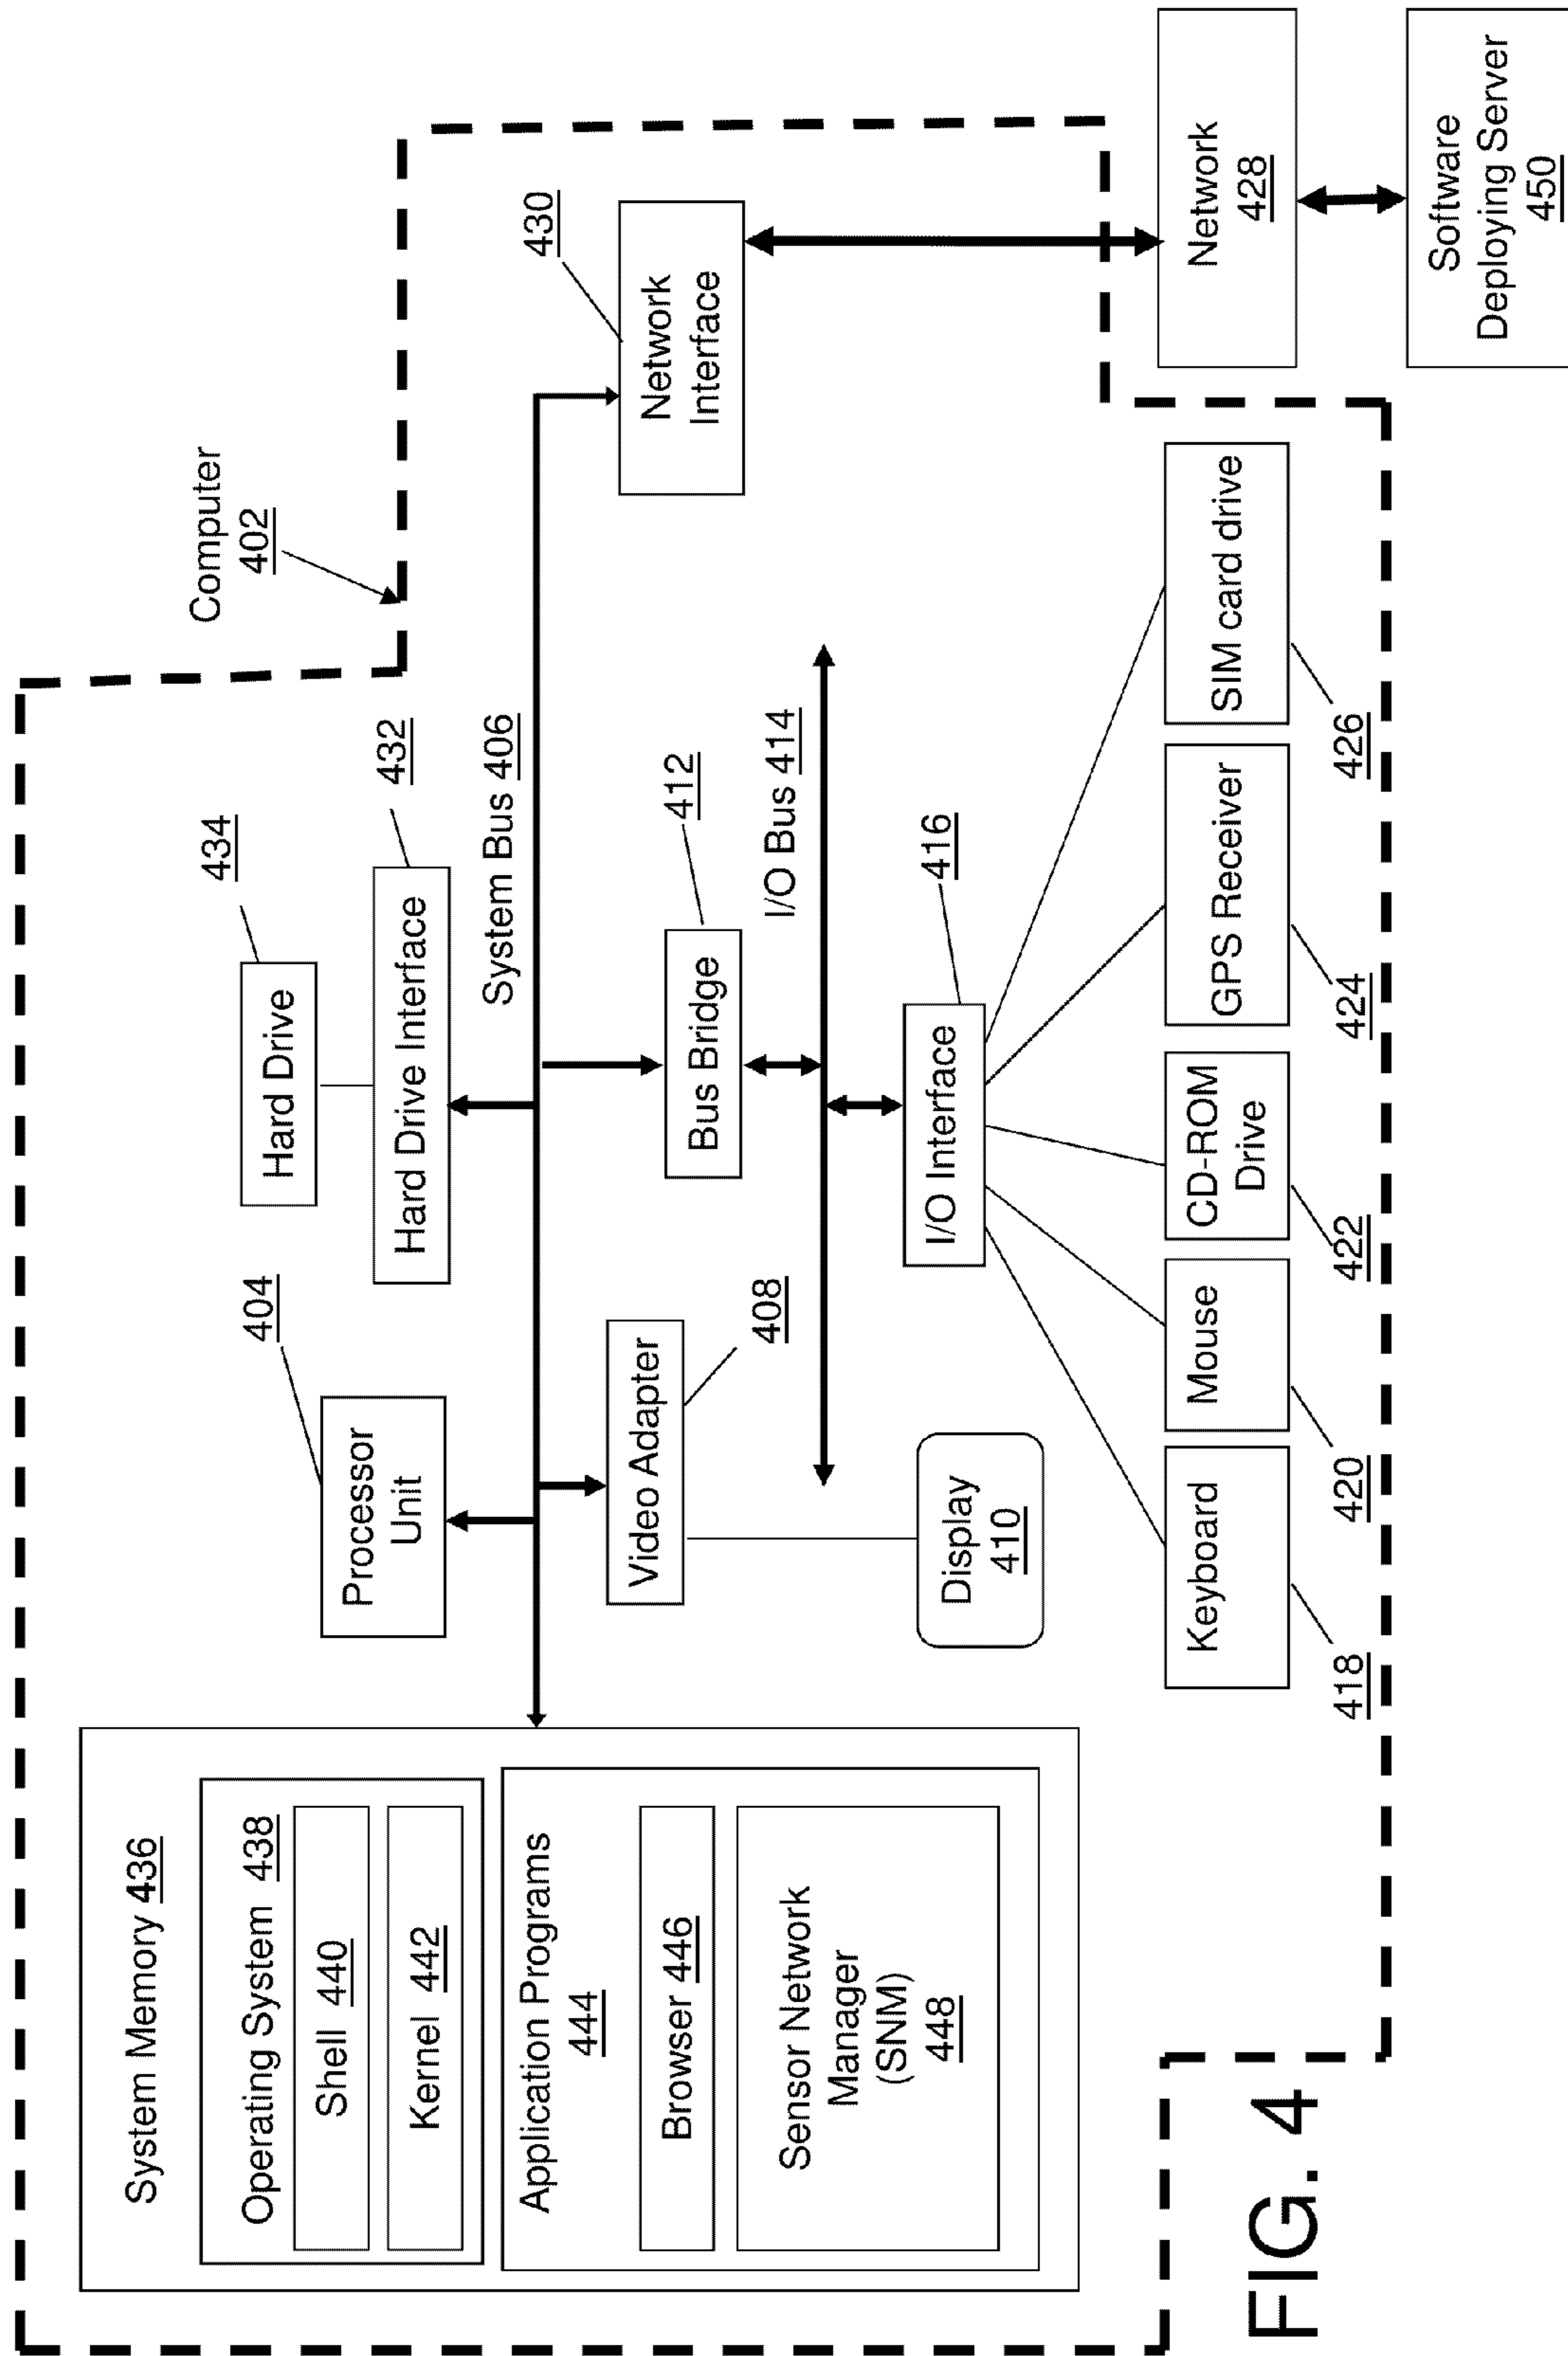 Computer
402
System Memory 436
Operating System 438
Shell 440
Kernel 442
Application Programs
444
Browser 446
Sensor Network
Manager
(SNM)
448
404
Processor
Unit
434
Hard Drive
432
Hard Drive Interface
System Bus 406
Video Adapter
408
Display
410
412
Bus Bridge
I/O Bus 414
416
I/O Interface
430
Network
Interface
Keyboard
418
Mouse
420
CD-ROM
Drive
422
GPS Receiver
424
SIM card drive
426
Network
428
Software
Deploying Server
450
FIG. 4